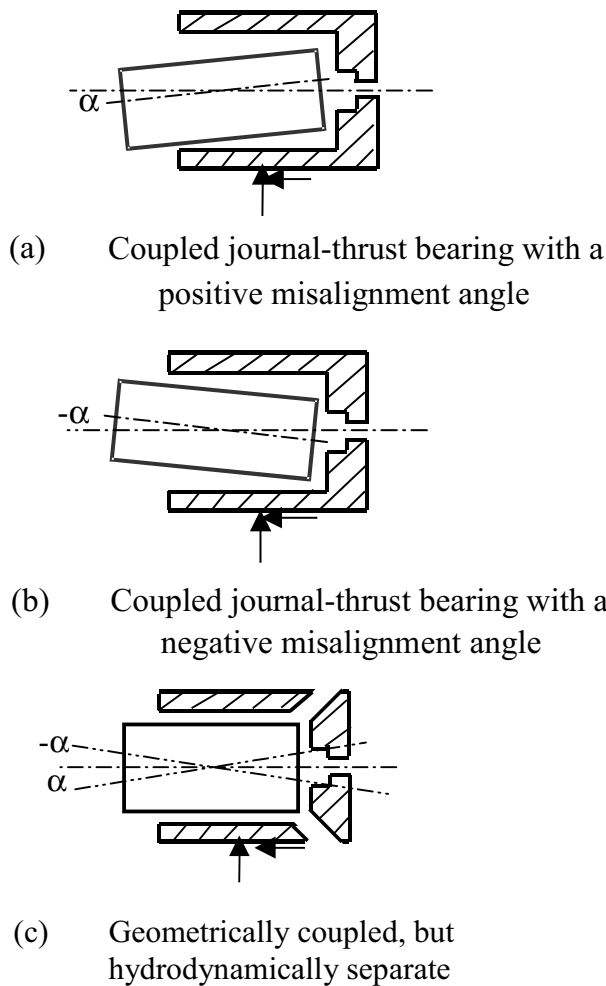 α
(a) Coupled journal-thrust bearing with a
positive misalignment angle
-α
(b) Coupled journal-thrust bearing with a
negative misalignment angle
-α
α
(c) Geometrically coupled, but
hydrodynamically separate